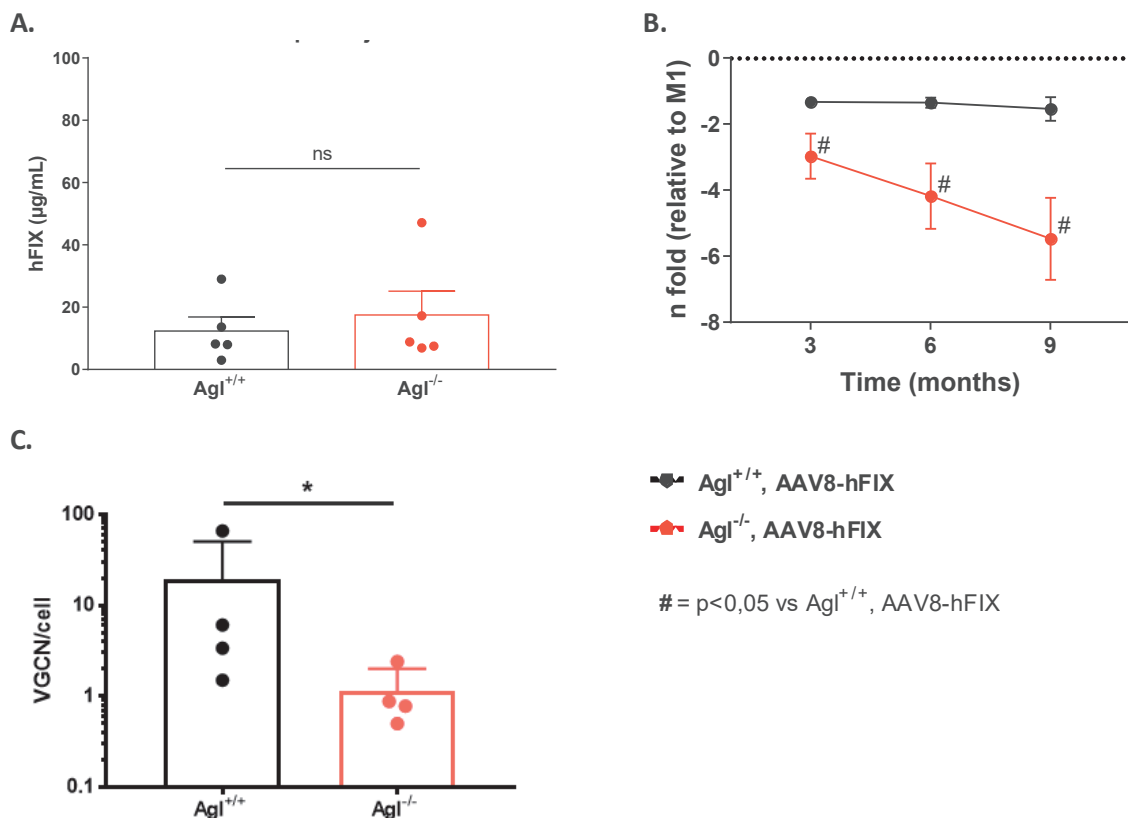 A.
100
80
60
40
20
0
hFIX (µg/mL)
ns
Agl+/+
Agl-/-
B.
0
-2
-4
-6
-8
n fold (relative to M1)
#
#
#
3 6 9
Time (months)
C.
100
10
1
0.1
VGCN/cell
*
Agl+/+
Agl-/-
Agl+/+, AAV8-hFIX
Agl-/-, AAV8-hFIX
# = p<0,05 vs Agl+/+, AAV8-hFIX